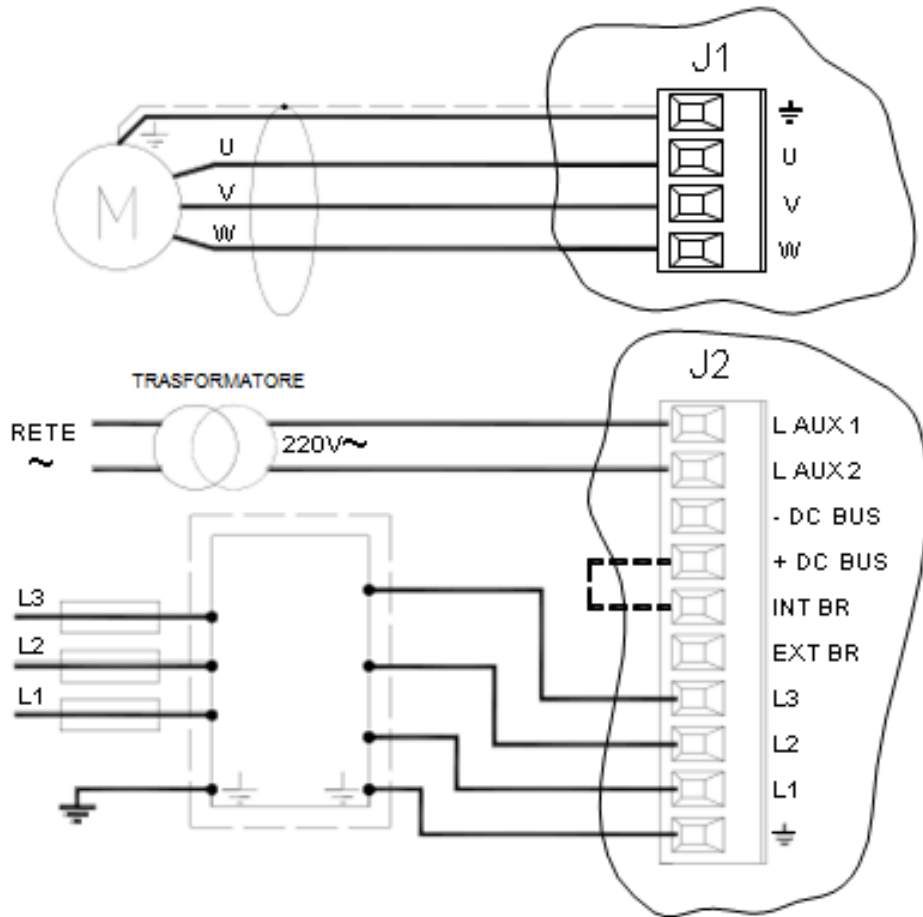 J1
U
V
W
M
U
V
W
J2
TRASFORMATORE
RETE
~
220V~
L AUX 1
L AUX 2
- DC BUS
+ DC BUS
INT BR
EXT BR
L3
L2
L1
L3
L2
L1